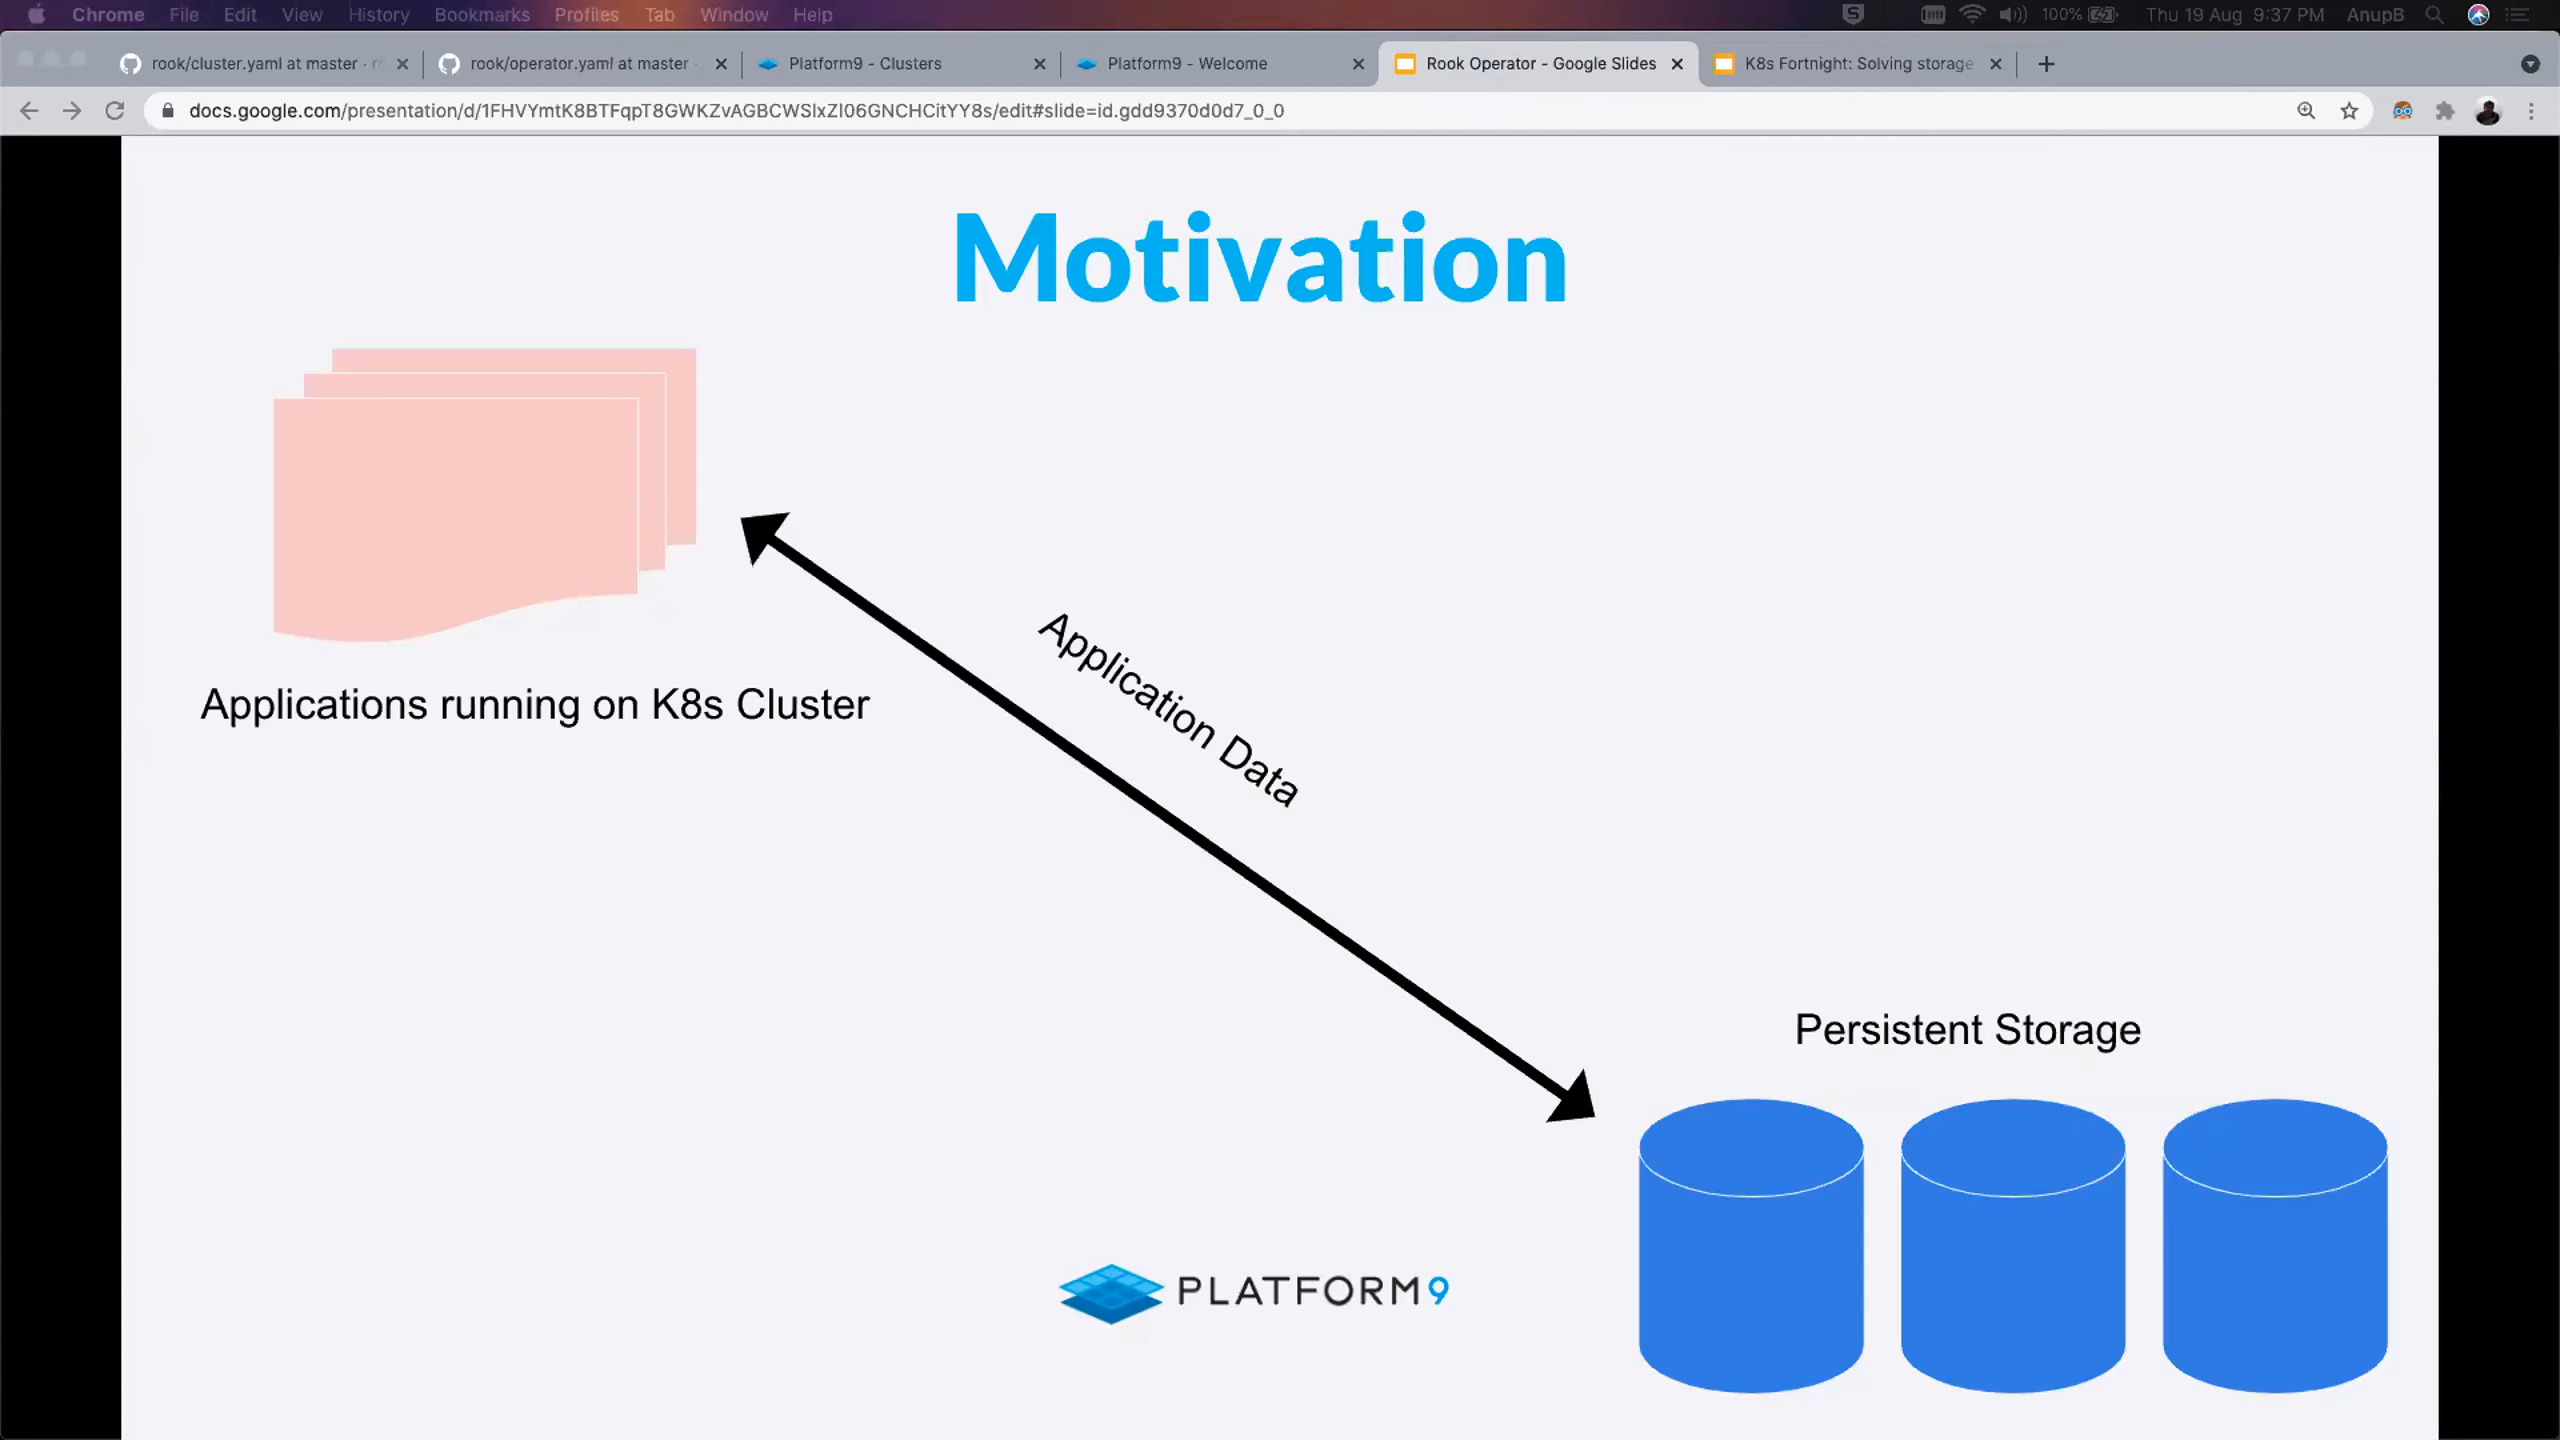 Chrome File Edit View History Bookmarks Profiles Tab Window Help 100% Thu 19 Aug 9:37 PM AnupB
rook/cluster.yaml at master · r
rook/operator.yaml at master
Platform9 - Clusters
Platform9 - Welcome
Rook Operator - Google Slides
K8s Fortnight: Solving storage
docs.google.com/presentation/d/1FHVYmtK8BTFqpT8GWKZvAGBCWSlxZl06GNCHCitYY8s/edit#slide=id.gdd9370d0d7_0_0
Motivation
Applications running on K8s Cluster
Application Data
Persistent Storage
PLATFORM9